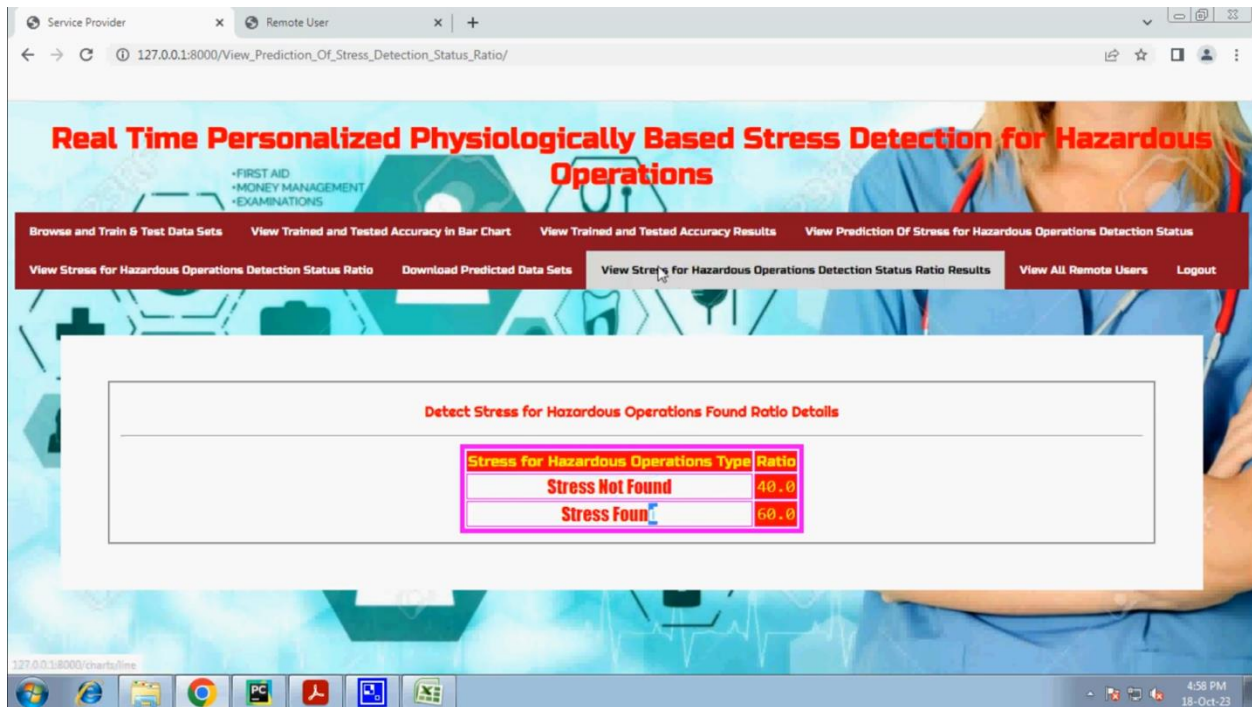 Service Provider
Remote User
127.0.0.1:8000/View_Prediction_Of_Stress_Detection_Status_Ratio/
Real Time Personalized Physiologically Based Stress Detection for Hazardous
Operations
•FIRST AID
•MONEY MANAGEMENT
•EXAMINATIONS
Browse and Train & Test Data Sets View Trained and Tested Accuracy in Bar Chart View Trained and Tested Accuracy Results View Prediction Of Stress for Hazardous Operations Detection Status
View Stress for Hazardous Operations Detection Status Ratio Download Predicted Data Sets View Stress for Hazardous Operations Detection Status Ratio Results View All Remote Users Logout
Detect Stress for Hazardous Operations Found Ratio Details
Stress for Hazardous Operations Type Ratio
Stress Not Found 40.0
Stress Found 60.0
127.0.0.1:8000/charts/line
PC
4:58 PM
18-Oct-23